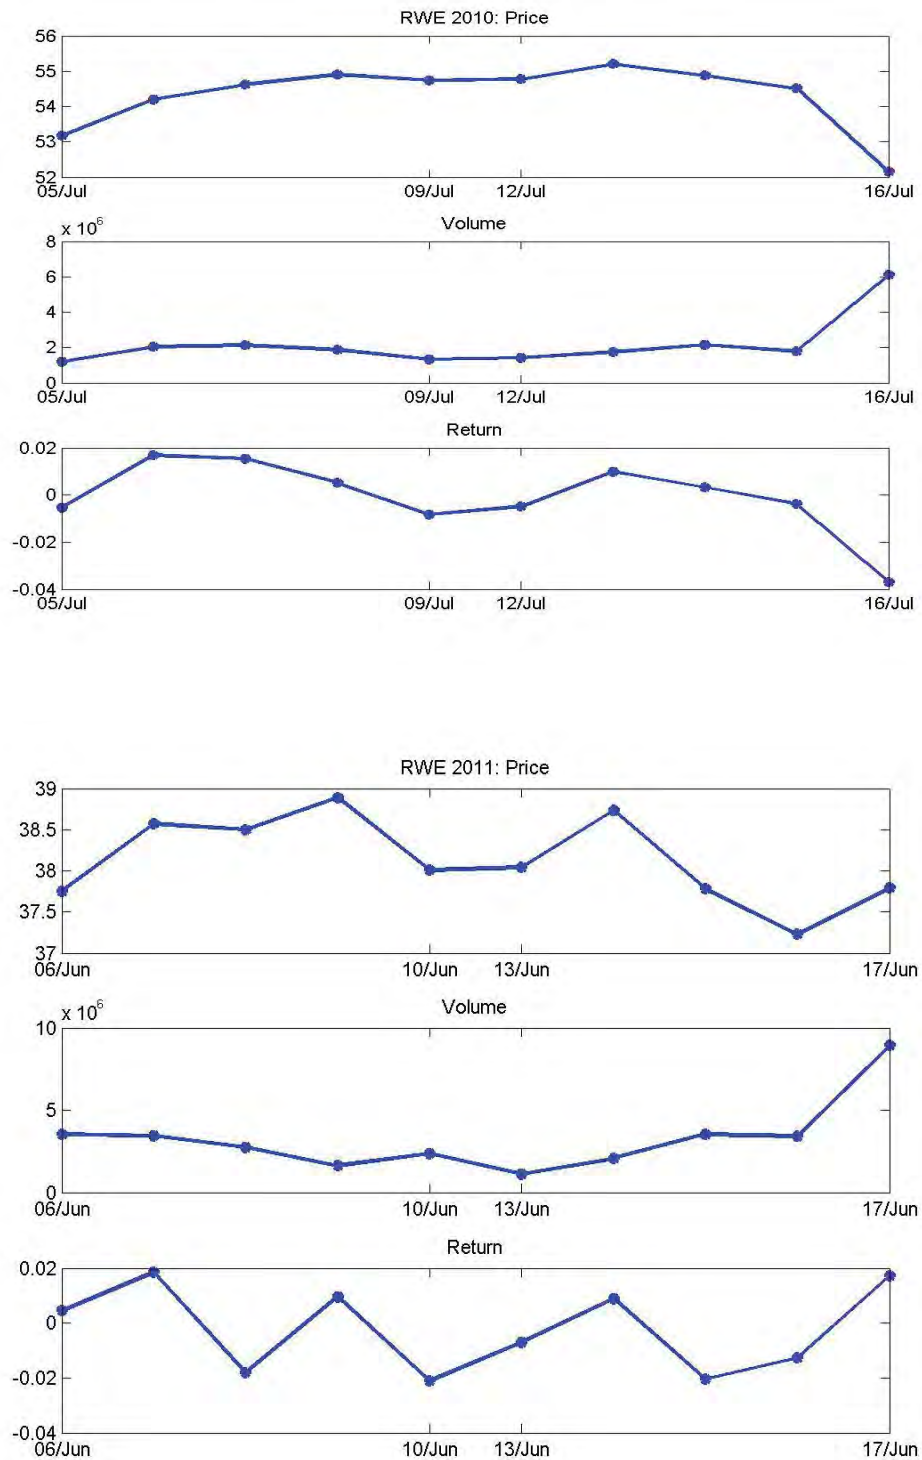 RWE 2010: Price
56
55
54
53
52
05/Jul 09/Jul 12/Jul 16/Jul
x 10⁶ Volume
8
6
4
2
0
05/Jul 09/Jul 12/Jul 16/Jul
Return
0.02
0
-0.02
-0.04
05/Jul 09/Jul 12/Jul 16/Jul
RWE 2011: Price
39
38.5
38
37.5
37
06/Jun 10/Jun 13/Jun 17/Jun
x 10⁶ Volume
10
5
0
06/Jun 10/Jun 13/Jun 17/Jun
Return
0.02
0
-0.02
-0.04
06/Jun 10/Jun 13/Jun 17/Jun